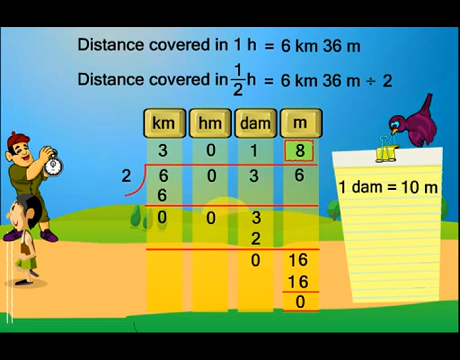 Distance covered in 1 h = 6 km 36 m
Distance covered in 1/2 h = 6 km 36 m ÷ 2
km hm dam m
3 0 1 8
2 6 0 3 6
6
0 0 3
2
0 16
16
0
1 dam = 10 m